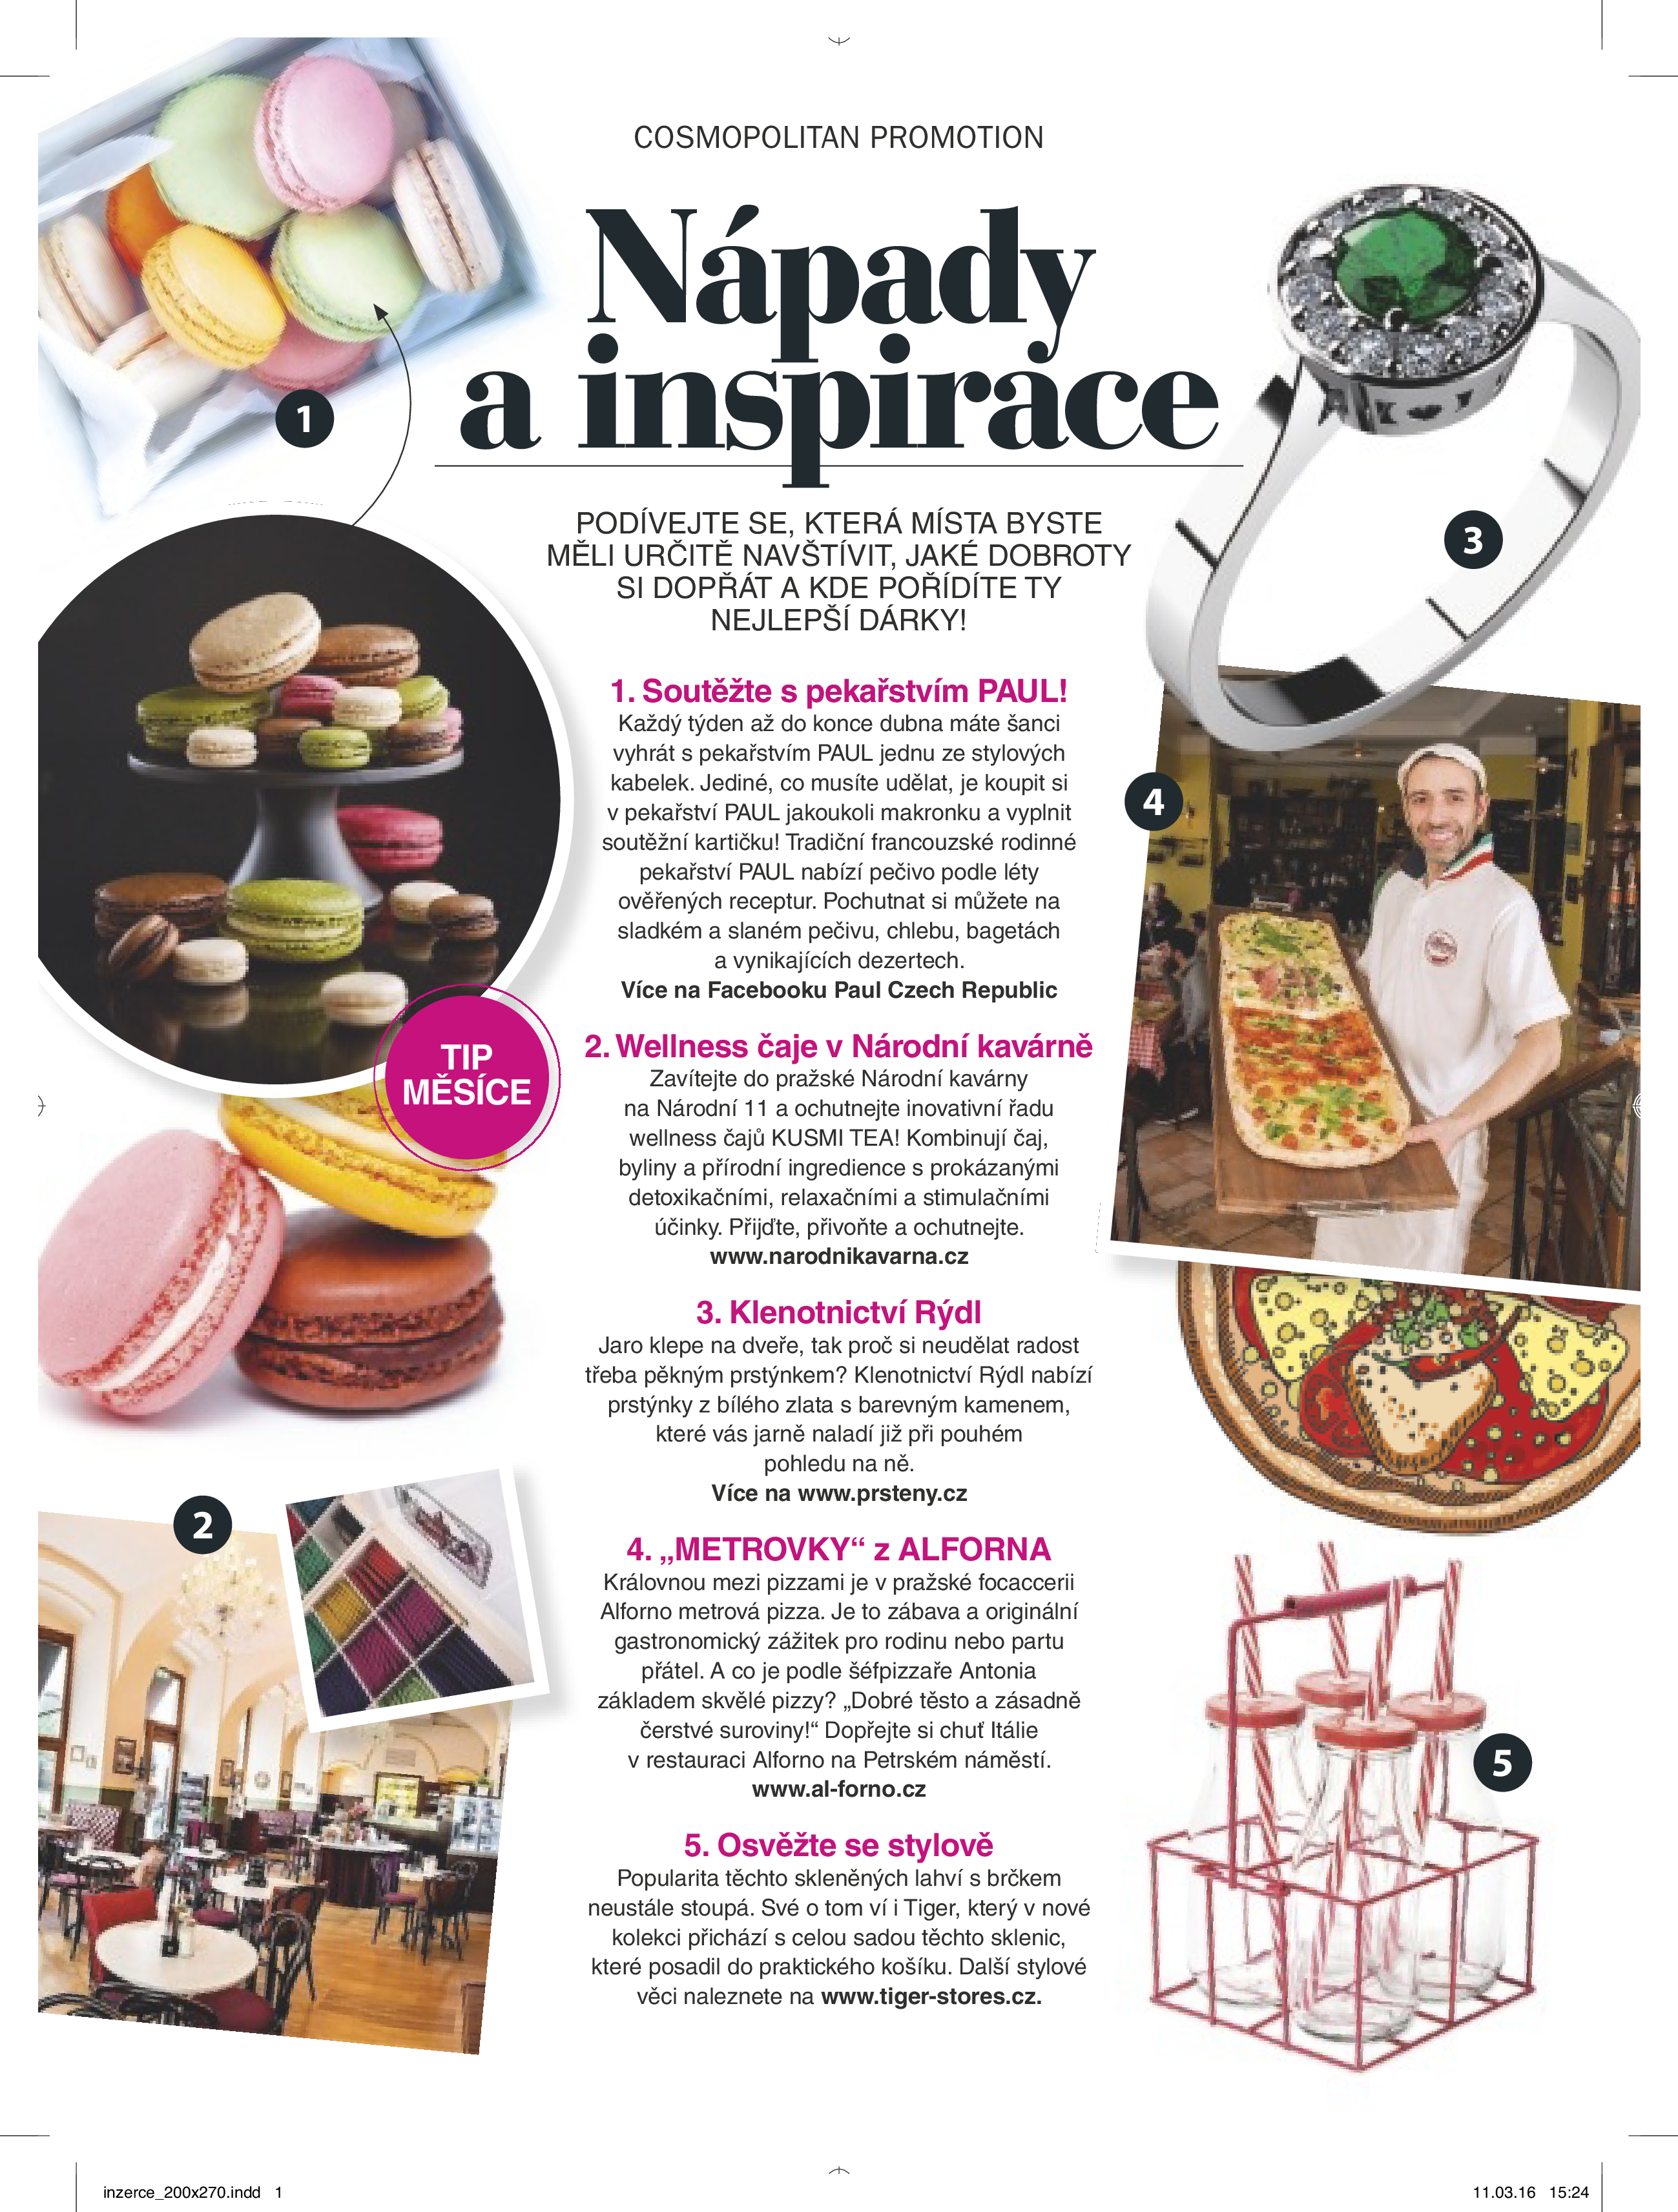 COSMOPOLITAN PROMOTION
Nápady
a inspirace
PODÍVEJTE SE, KTERÁ MÍSTA BYSTE
MĚLI URČITĚ NAVŠTÍVIT, JAKÉ DOBROTY
SI DOPŘÁT A KDE POŘÍDÍTE TY
NEJLEPŠÍ DÁRKY!
1
3
1. Soutěžte s pekařstvím PAUL!
Každý týden až do konce dubna máte šanci
vyhrát s pekařstvím PAUL jednu ze stylových
kabelek. Jediné, co musíte udělat, je koupit si
v pekařství PAUL jakoukoli makronku a vyplnit
soutěžní kartičku! Tradiční francouzské rodinné
pekařství PAUL nabízí pečivo podle léty
ověřených receptur. Pochutnat si můžete na
sladkém a slaném pečivu, chlebu, bagetách
a vynikajících dezertech.
Více na Facebooku Paul Czech Republic
4
TIP
MĚSÍCE
2. Wellness čaje v Národní kavárně
Zavítejte do pražské Národní kavárny
na Národní 11 a ochutnejte inovativní řadu
wellness čajů KUSMI TEA! Kombinují čaj,
byliny a přírodní ingredience s prokázanými
detoxikačními, relaxačními a stimulačními
účinky. Přijďte, přivoňte a ochutnejte.
www.narodnikavarna.cz
3. Klenotnictví Rýdl
Jaro klepe na dveře, tak proč si neudělat radost
třeba pěkným prstýnkem? Klenotnictví Rýdl nabízí
prstýnky z bílého zlata s barevným kamenem,
které vás jarně naladí již při pouhém
pohledu na ně.
Více na www.prsteny.cz
2
4. „METROVKY“ z ALFORNA
Královnou mezi pizzami je v pražské focaccerii
Alforno metrová pizza. Je to zábava a originální
gastronomický zážitek pro rodinu nebo partu
přátel. A co je podle šéfpizzaře Antonia
základem skvělé pizzy? „Dobré těsto a zásadně
čerstvé suroviny!“ Dopřejte si chuť Itálie
v restauraci Alforno na Petrském náměstí.
www.al-forno.cz
5
5. Osvěžte se stylově
Popularita těchto skleněných lahví s brčkem
neustále stoupá. Své o tom ví i Tiger, který v nové
kolekci přichází s celou sadou těchto sklenic,
které posadil do praktického košíku. Další stylové
věci naleznete na www.tiger-stores.cz.
inzerce_200x270.indd 1
11.03.16 15:24